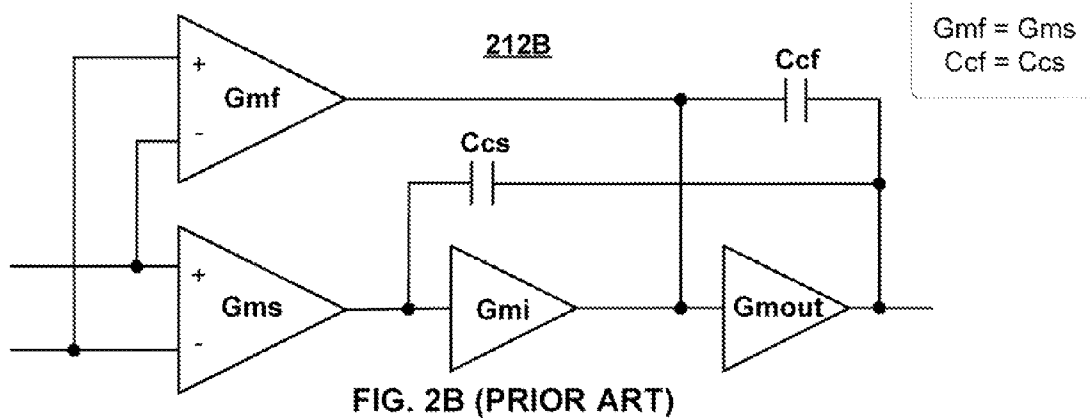 212B
Gmf = Gms
Ccf = Ccs
Ccf
+
Gmf
-
Ccs
+
Gms
-
Gmi
Gmout
FIG. 2B (PRIOR ART)